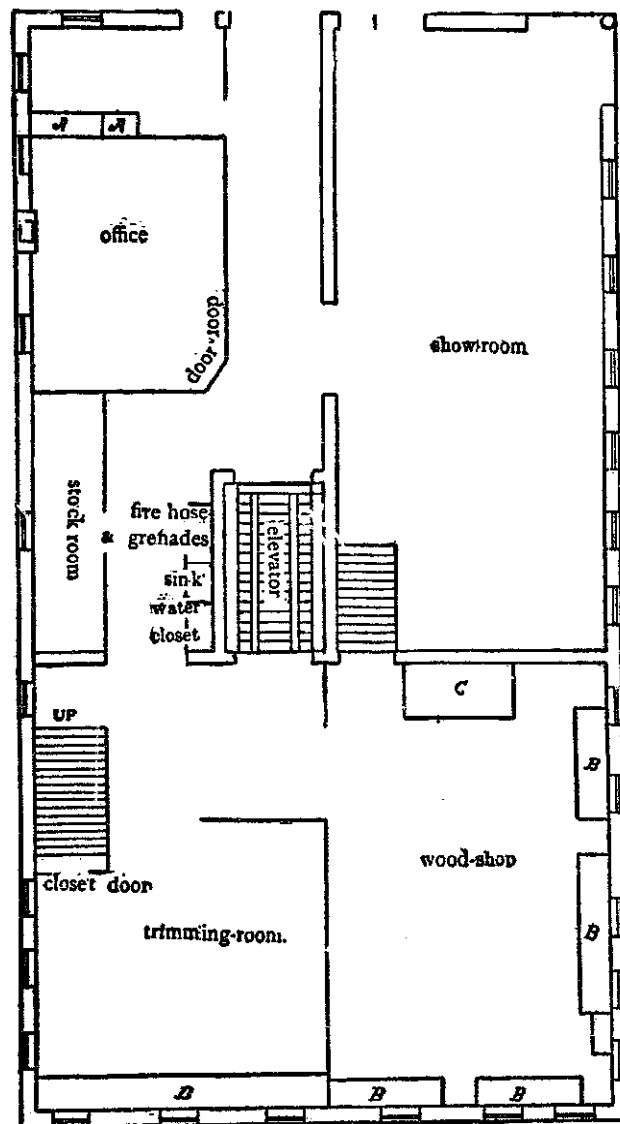 A A
office
door
door
showroom
stock room
&
fire hose
grenades
sink
water
closet
elevator
C
UP
B
wood-shop
closet door
B
trimming-room.
B B B